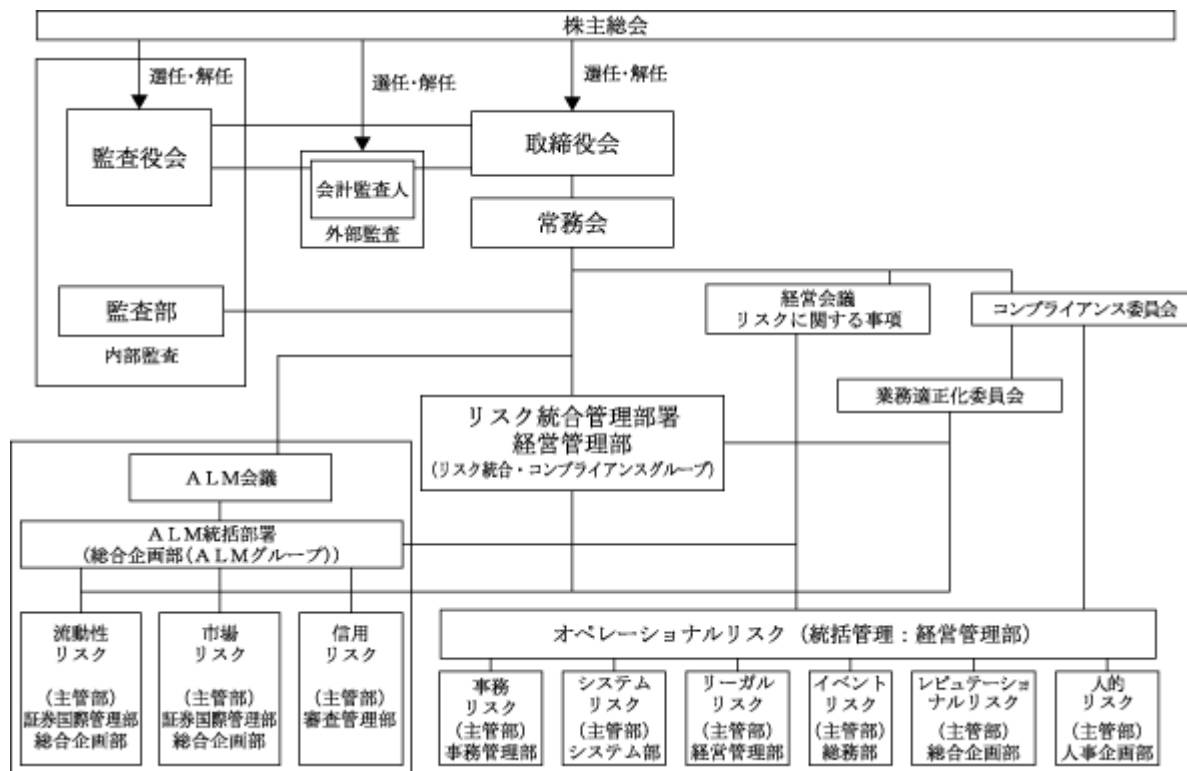 株主総会
選任・解任
選任・解任
選任・解任
監査役会
取締役会
会計監査人
外部監査
常務会
監査部
内部監査
経営会議
リスクに関する事項
コンプライアンス委員会
業務適正化委員会
リスク統合管理部署
経営管理部
(リスク統合・コンプライアンスグループ)
ALM会議
ALM統括部署
(総合企画部(ALMグループ))
流動性
リスク
(主管部)
証券国際管理部
総合企画部
市場
リスク
(主管部)
証券国際管理部
総合企画部
信用
リスク
(主管部)
審査管理部
オペレーショナルリスク(統括管理:経営管理部)
事務
リスク
(主管部)
事務管理部
システム
リスク
(主管部)
システム部
リーガル
リスク
(主管部)
経営管理部
イベント
リスク
(主管部)
総務部
レピュテーショ
ナルリスク
(主管部)
総合企画部
人的
リスク
(主管部)
人事企画部